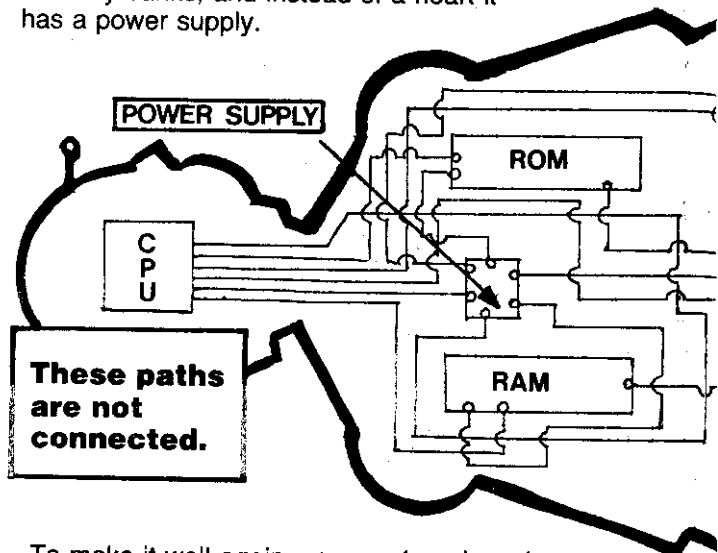 has a power supply.
POWER SUPPLY
ROM
C
P
U
RAM
These paths
are not
connected.
To make it well again